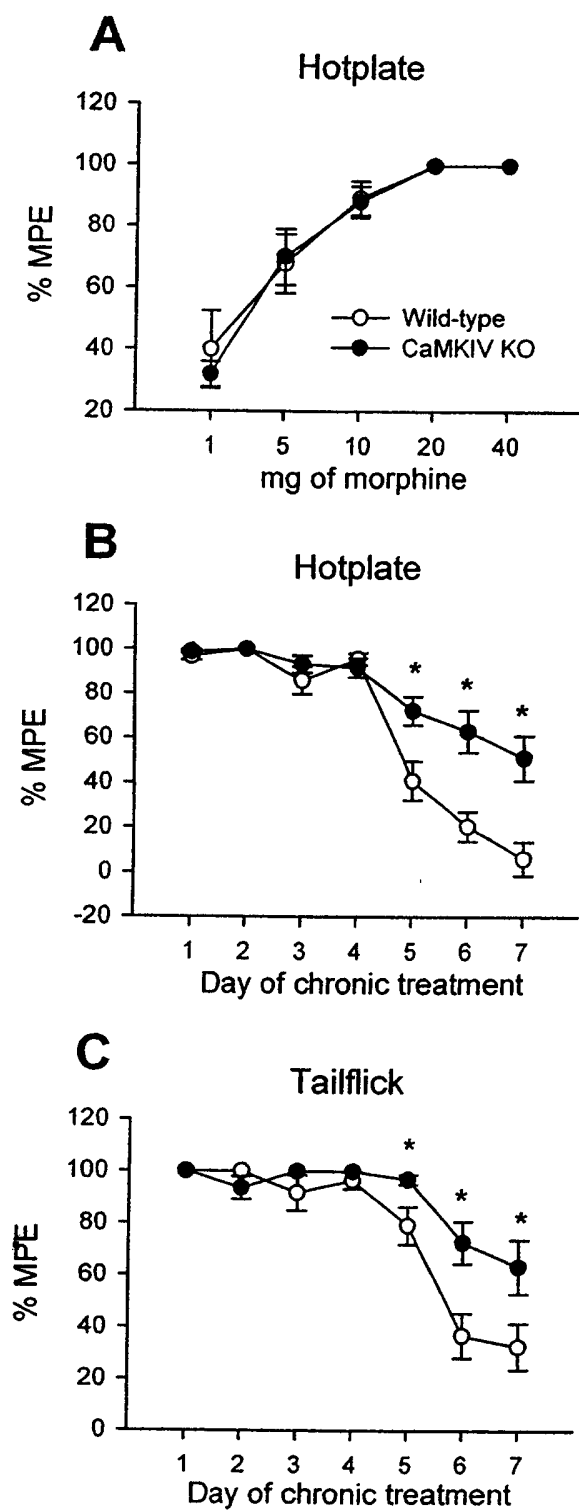 A
Hotplate
120
100
80
60
40
20
% MPE
Wild-type
CaMKIV KO
1 5 10 20 40
mg of morphine
B
Hotplate
120
100
80
60
40
20
0
-20
% MPE
* * *
1 2 3 4 5 6 7
Day of chronic treatment
C
Tailflick
120
100
80
60
40
20
0
% MPE
* * *
1 2 3 4 5 6 7
Day of chronic treatment